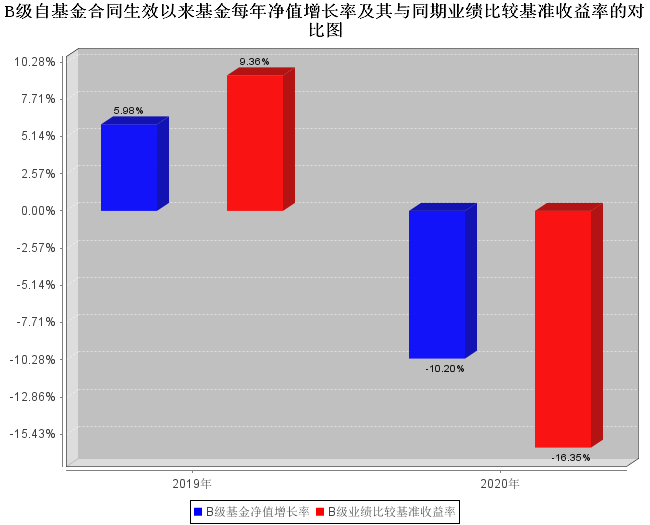 B级自基金合同生效以来基金每年净值增长率及其与同期业绩比较基准收益率的对
比图
10.28%
7.71%
5.14%
2.57%
0.00%
-2.57%
-5.14%
-7.71%
-10.28%
-12.86%
-15.43%
5.98%
9.36%
-10.20%
-16.35%
2019年
2020年
B级基金净值增长率
B级业绩比较基准收益率